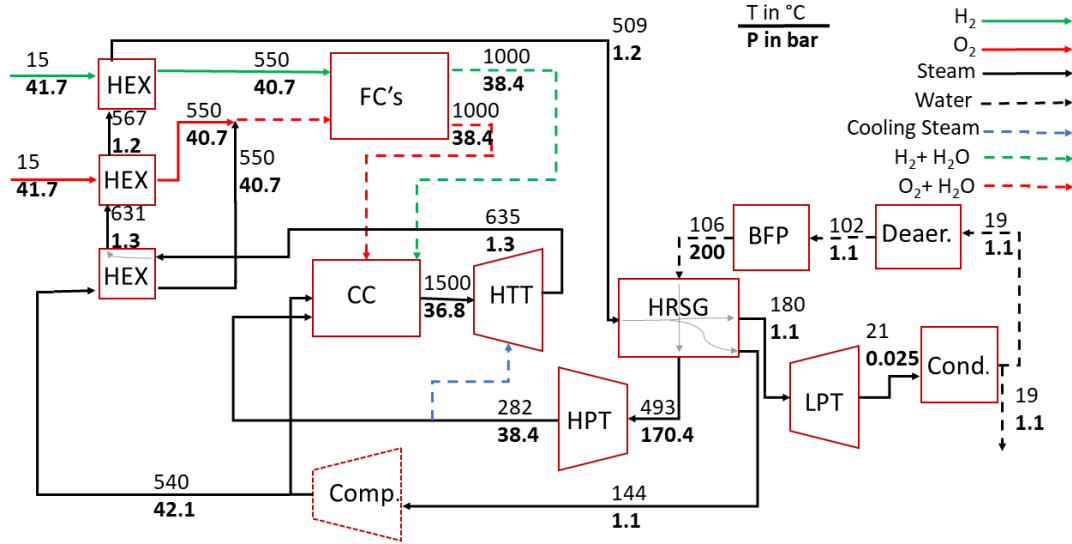 T in °C
P in bar
H2
O2
Steam
Water
Cooling Steam
H2+ H2O
O2+ H2O
509
1.2
15
41.7
HEX
550
40.7
FC's
1000
38.4
1000
38.4
567
1.2
550
40.7
550
40.7
15
41.7
HEX
631
1.3
HEX
635
1.3
CC
1500
36.8
HTT
106
200
BFP
102
1.1
Deaer.
19
1.1
HRSG
180
1.1
21
0.025
Cond.
LPT
19
1.1
282
38.4
HPT
493
170.4
540
42.1
Comp.
144
1.1